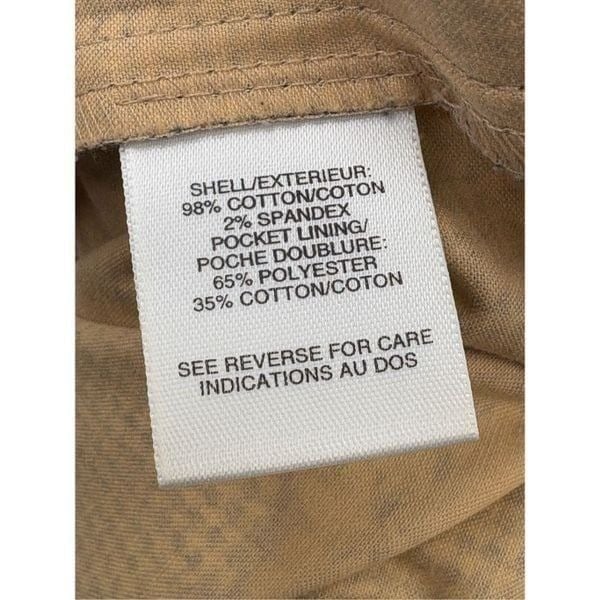 SHELL/EXTERIEUR:
98% COTTON/COTON
2% SPANDEX
POCKET LINING/
POCHE DOUBLURE:
65% POLYESTER
35% COTTON/COTON
SEE REVERSE FOR CARE
INDICATIONS AU DOS